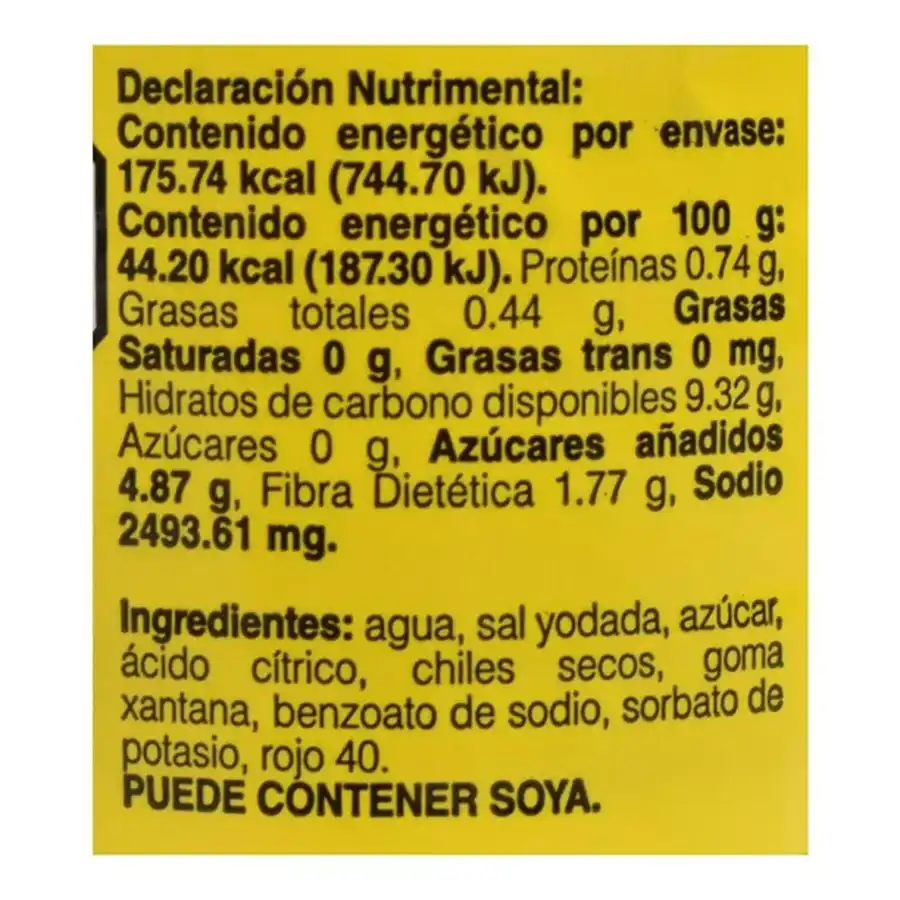 Declaración Nutrimental:
Contenido energético por envase:
175.74 kcal (744.70 kJ).
Contenido energético por 100 g:
44.20 kcal (187.30 kJ). Proteínas 0.74 g,
Grasas totales 0.44 g, Grasas
Saturadas 0 g, Grasas trans 0 mg,
Hidratos de carbono disponibles 9.32 g,
Azúcares 0 g, Azúcares añadidos
4.87 g, Fibra Dietética 1.77 g, Sodio
2493.61 mg.
Ingredientes: agua, sal yodada, azúcar,
ácido cítrico, chiles secos, goma
xantana, benzoato de sodio, sorbato de
potasio, rojo 40.
PUEDE CONTENER SOYA.